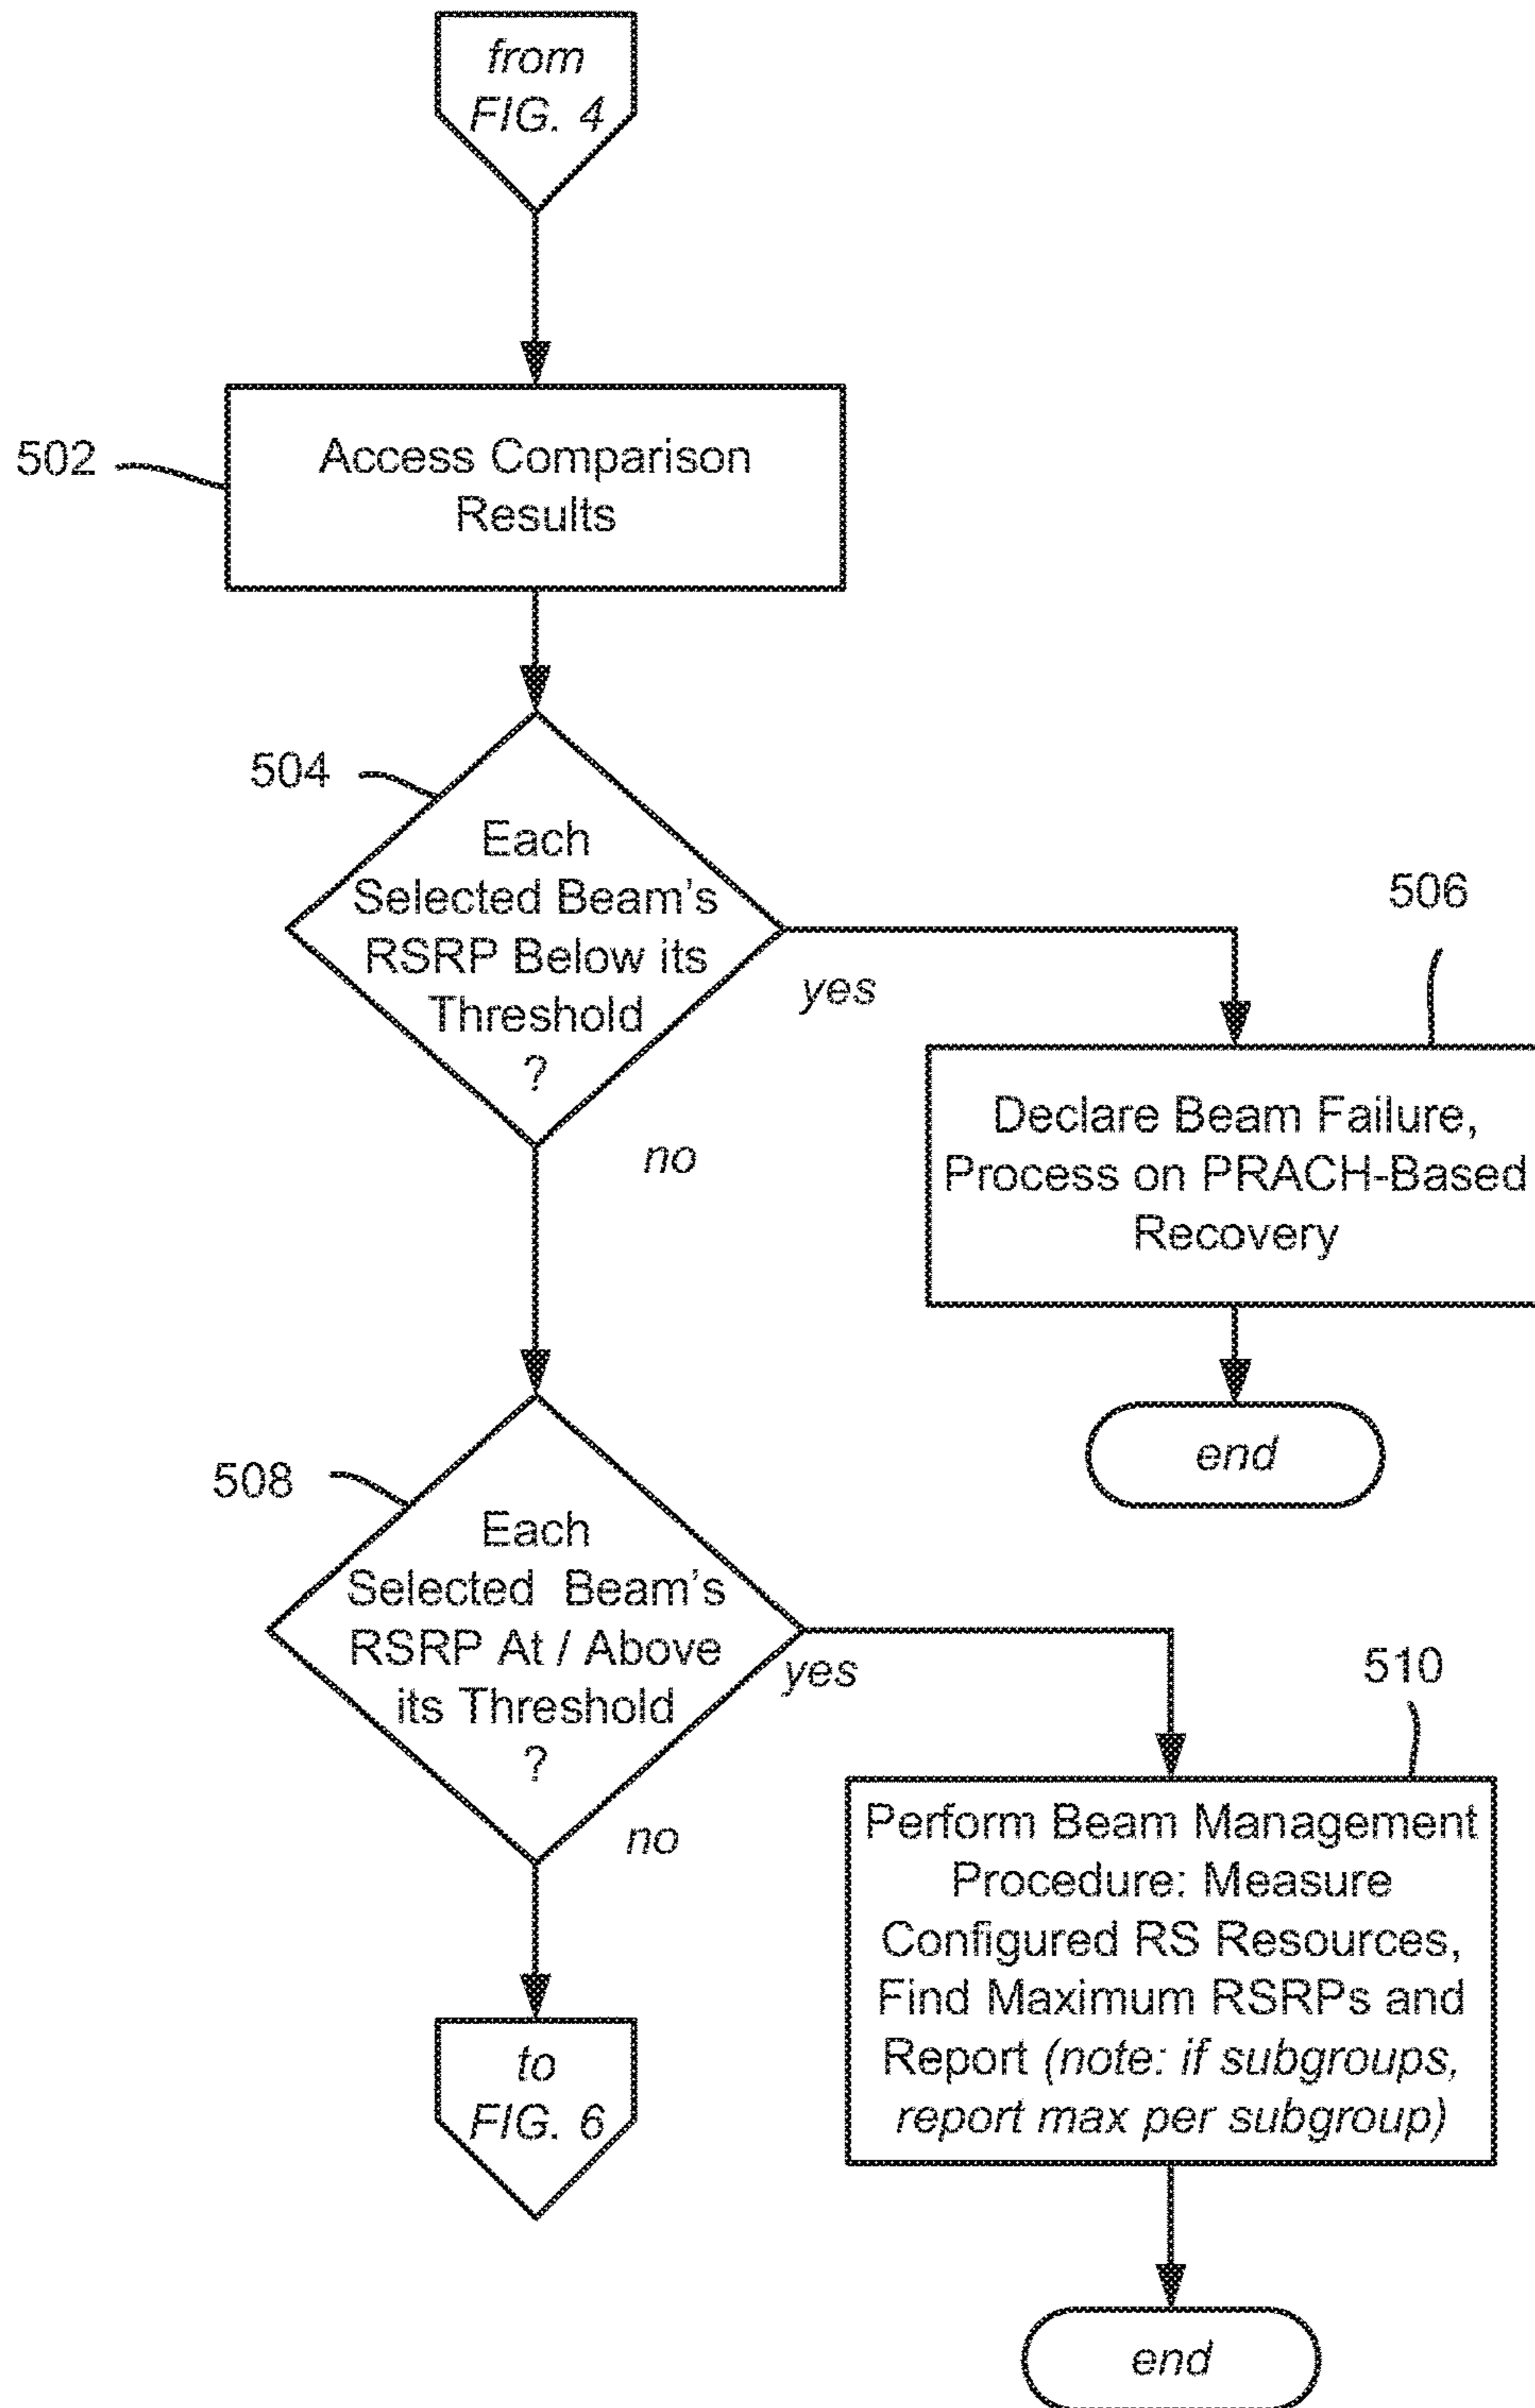 from
FIG. 4
502
Access Comparison
Results
504
Each
Selected Beam's
RSRP Below its
Threshold
?
yes
no
506
Declare Beam Failure,
Process on PRACH-Based
Recovery
end
508
Each
Selected Beam's
RSRP At / Above
its Threshold
?
yes
no
510
Perform Beam Management
Procedure: Measure
Configured RS Resources,
Find Maximum RSRPs and
Report (note: if subgroups,
report max per subgroup)
to
FIG. 6
end